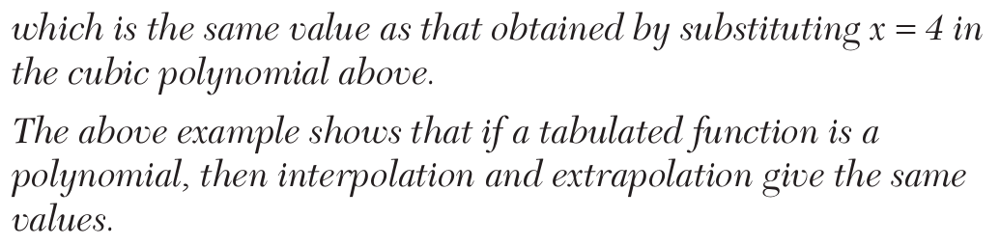 which is the same value as that obtained by substituting x = 4 in
the cubic polynomial above.
The above example shows that if a tabulated function is a
polynomial, then interpolation and extrapolation give the same
values.